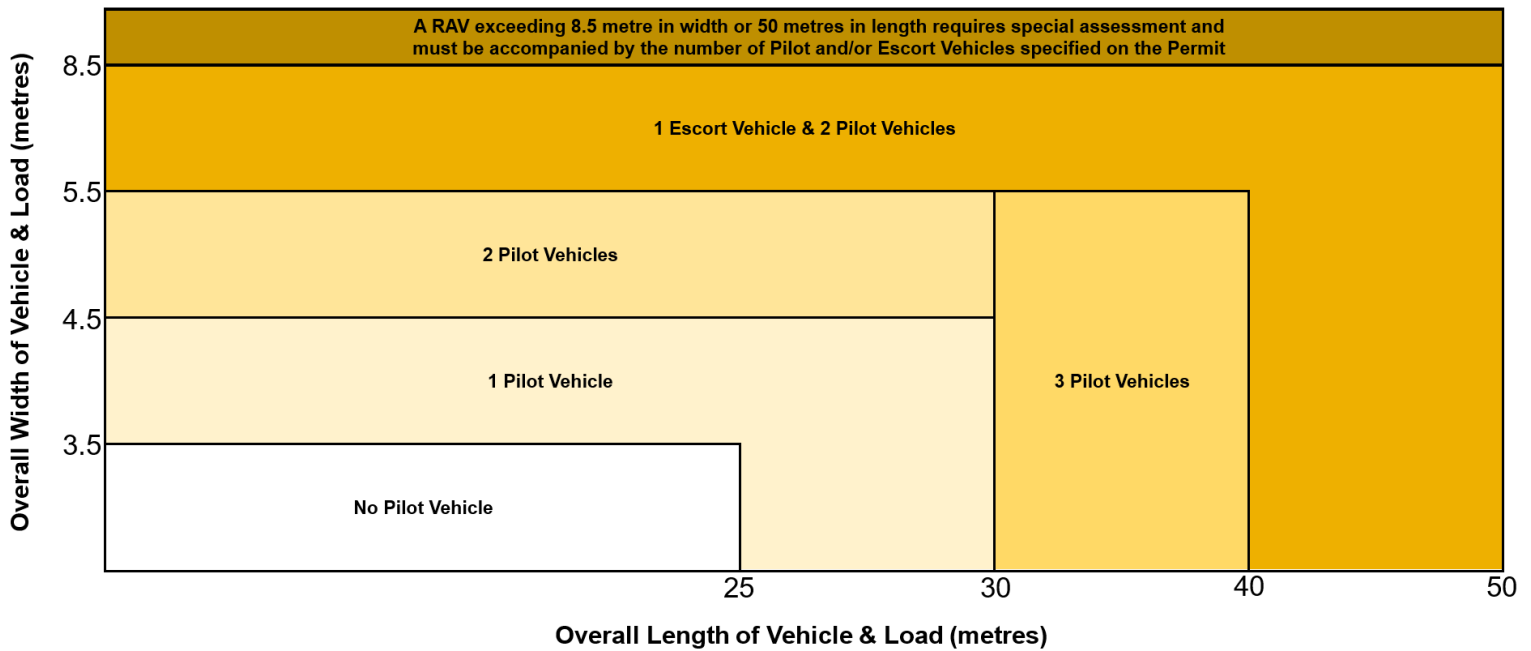 A RAV exceeding 8.5 metre in width or 50 metres in length requires special assessment and
must be accompanied by the number of Pilot and/or Escort Vehicles specified on the Permit
8.5
1 Escort Vehicle & 2 Pilot Vehicles
5.5
2 Pilot Vehicles
4.5
1 Pilot Vehicle
3 Pilot Vehicles
3.5
No Pilot Vehicle
25
30
40
50
Overall Length of Vehicle & Load (metres)
Overall Width of Vehicle & Load (metres)